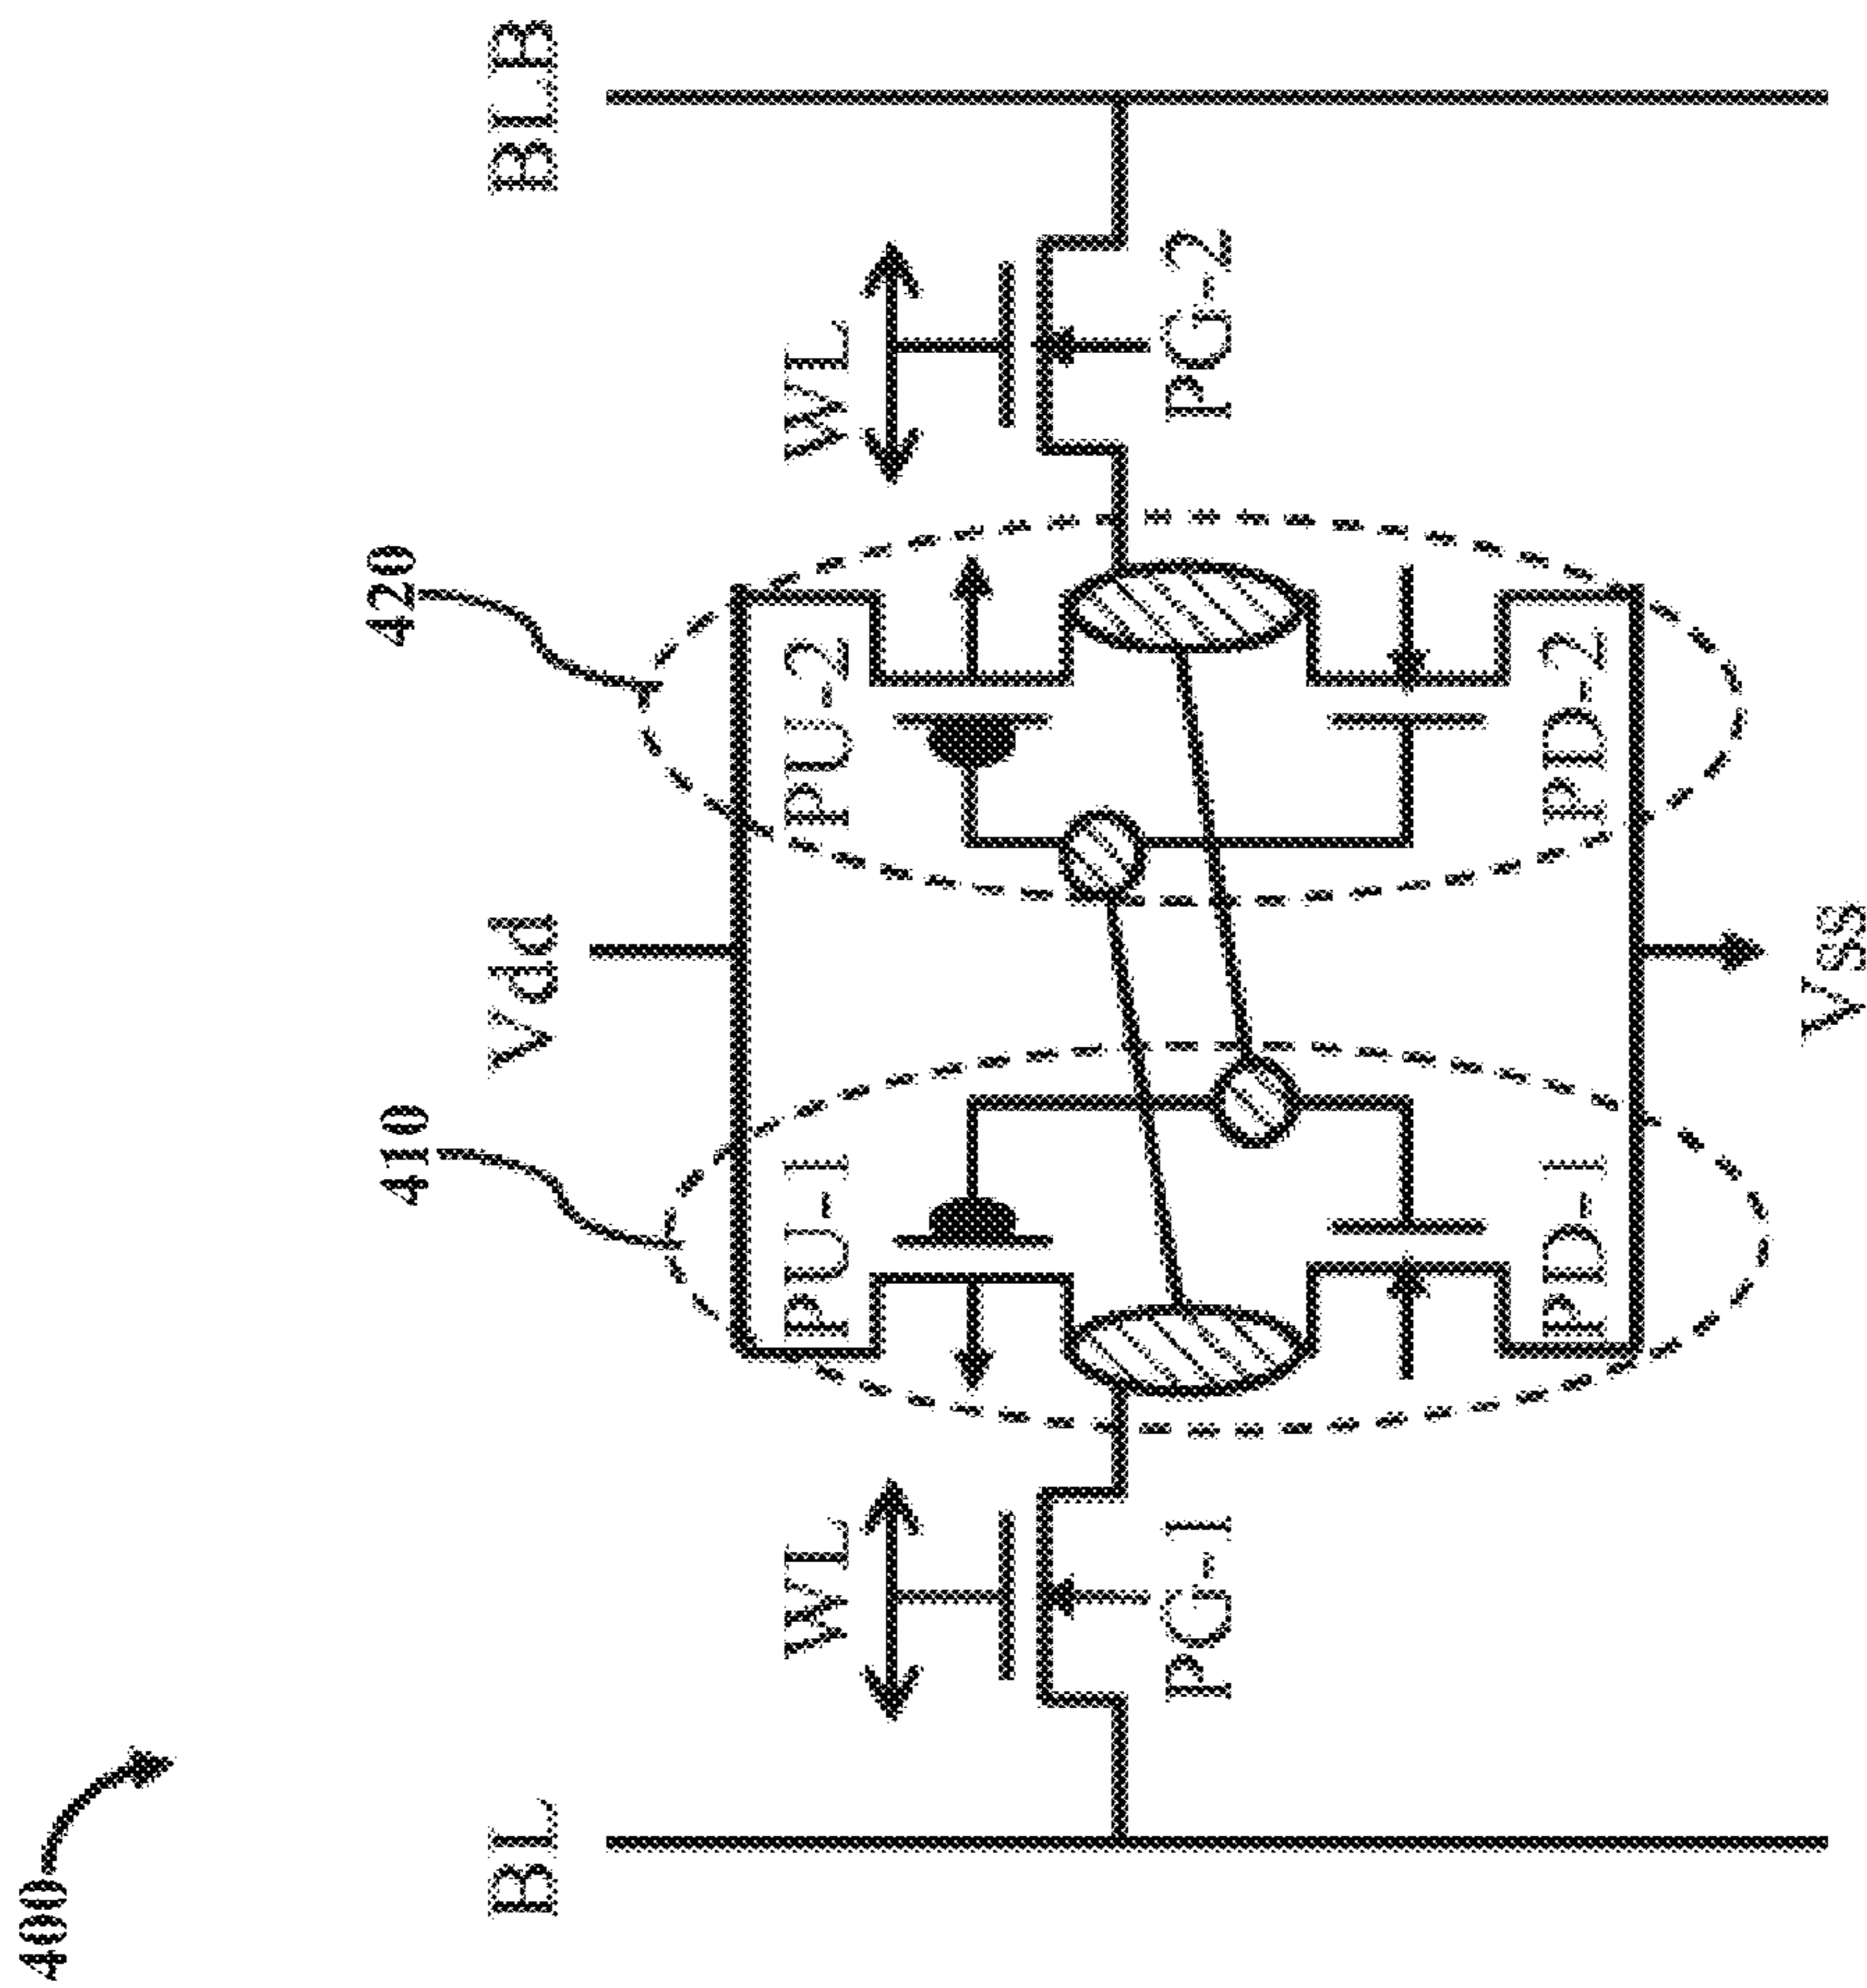 400
410
420
BL
Vdd
BLB
WL
PU-1
PU-2
WL
PG-1
PG-2
PD-1
PD-2
Vss